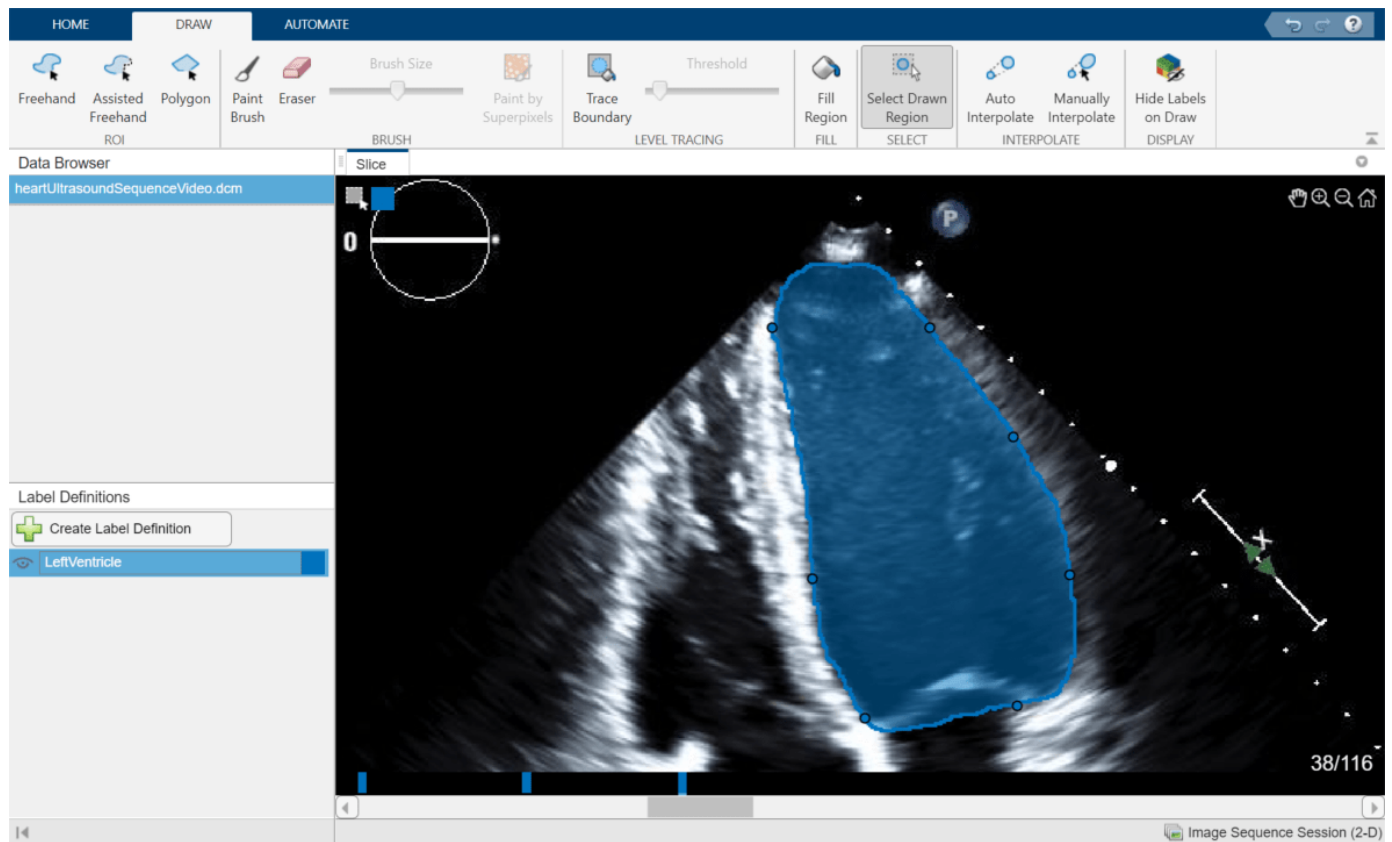 HOME DRAW AUTOMATE
?
Freehand
Assisted Freehand
Polygon
ROI
Paint Brush
Eraser
Brush Size
Paint by Superpixels
BRUSH
Trace Boundary
Threshold
LEVEL TRACING
Fill Region
FILL
Select Drawn Region
SELECT
Auto Interpolate
Manually Interpolate
INTERPOLATE
Hide Labels on Draw
DISPLAY
Data Browser
heartUltrasoundSequenceVideo.dcm
Slice
0
P
X
Label Definitions
Create Label Definition
LeftVentricle
38/116
Image Sequence Session (2-D)